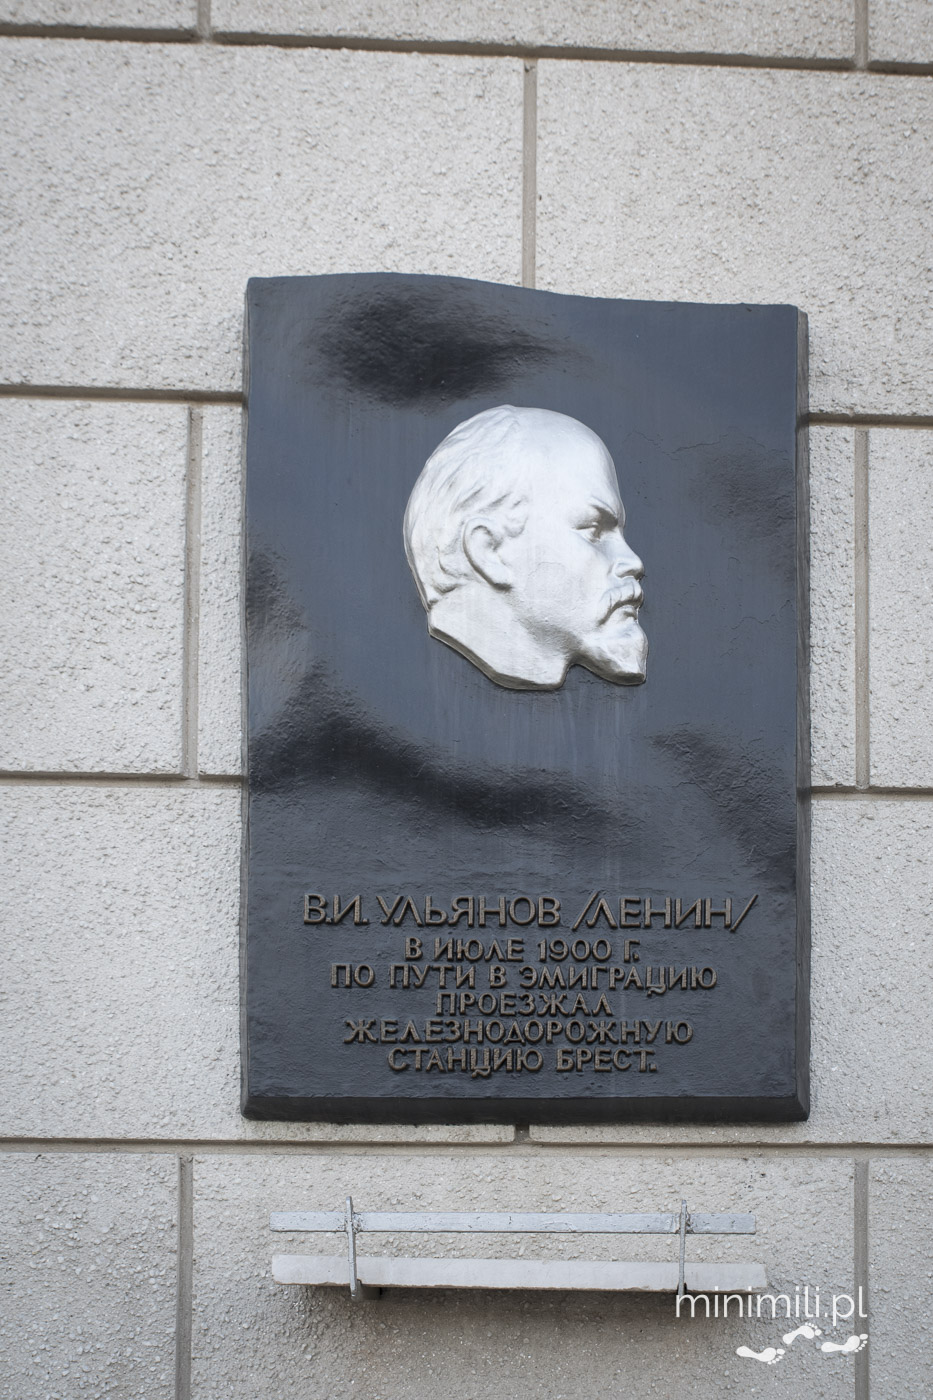 В.И. УЛЬЯНОВ /ЛЕНИН/
В ИЮЛЕ 1900 Г.
ПО ПУТИ В ЭМИГРАЦИЮ
ПРОЕЗЖАЛ
ЖЕЛЕЗНОДОРОЖНУЮ
СТАНЦИЮ БРЕСТ.
minimili.pl